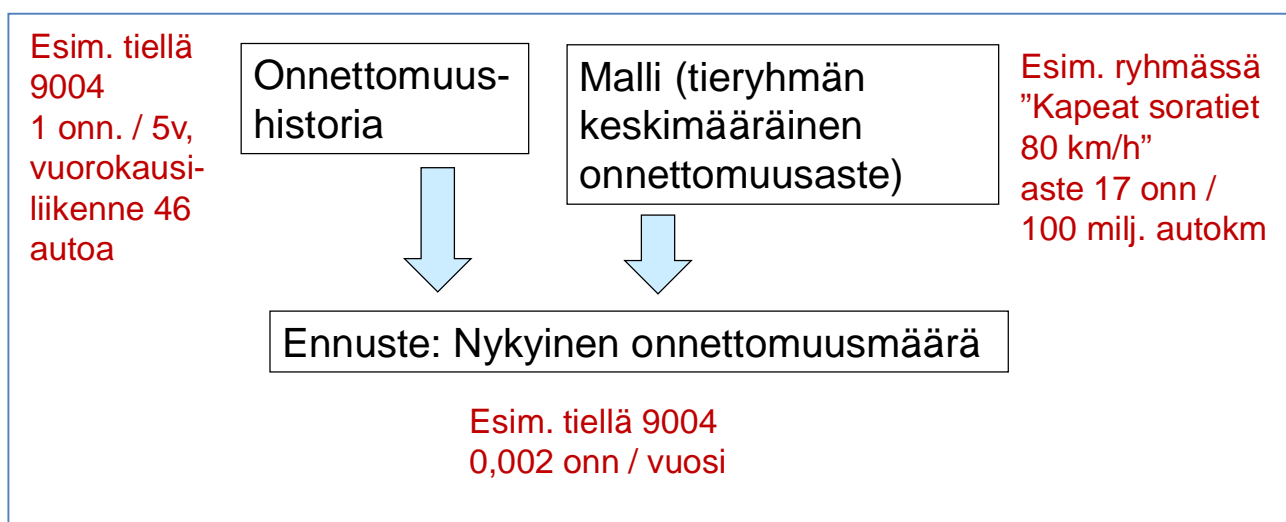 Esim. tiellä
9004
1 onn. / 5v,
vuorokausi-
liikenne 46
autoa
Onnettomuus-
historia
Malli (tieryhmän
keskimääräinen
onnettomuusaste)
Esim. ryhmässä
”Kapeat soratiet
80 km/h”
aste 17 onn /
100 milj. autokm
Ennuste: Nykyinen onnettomuusmäärä
Esim. tiellä 9004
0,002 onn / vuosi